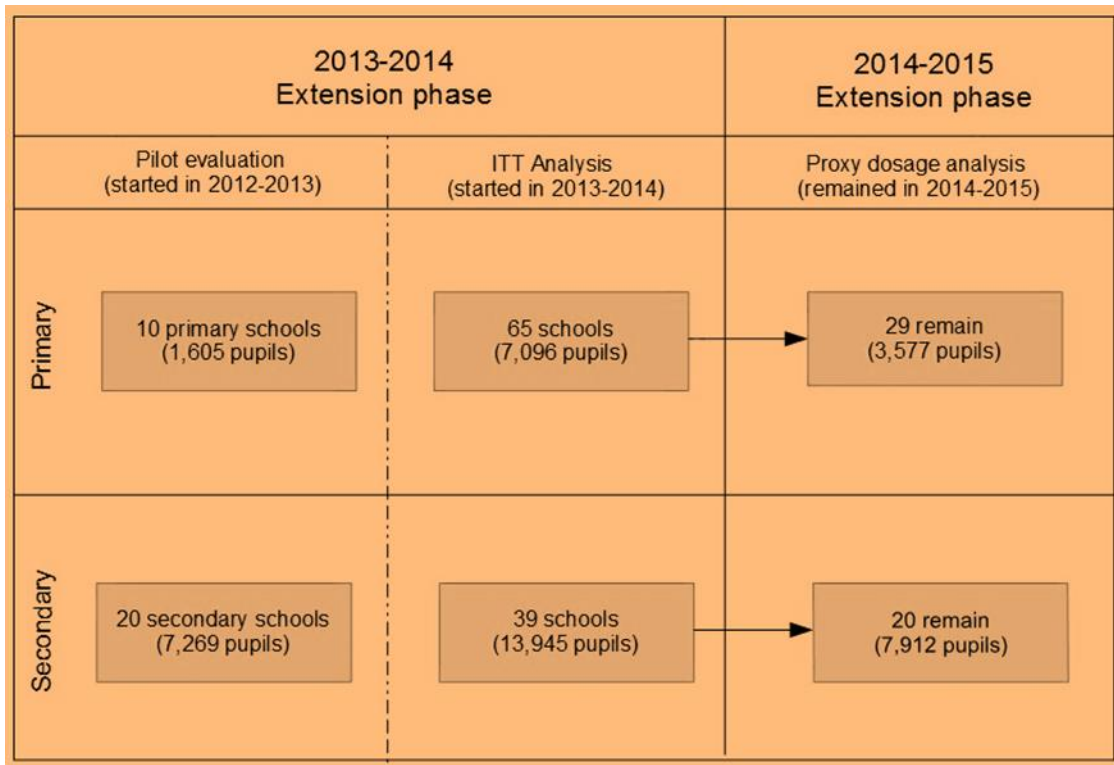 2013-2014
Extension phase
2014-2015
Extension phase
Pilot evaluation
(started in 2012-2013)
ITT Analysis
(started in 2013-2014)
Proxy dosage analysis
(remained in 2014-2015)
Primary
10 primary schools
(1,605 pupils)
65 schools
(7,096 pupils)
29 remain
(3,577 pupils)
Secondary
20 secondary schools
(7,269 pupils)
39 schools
(13,945 pupils)
20 remain
(7,912 pupils)